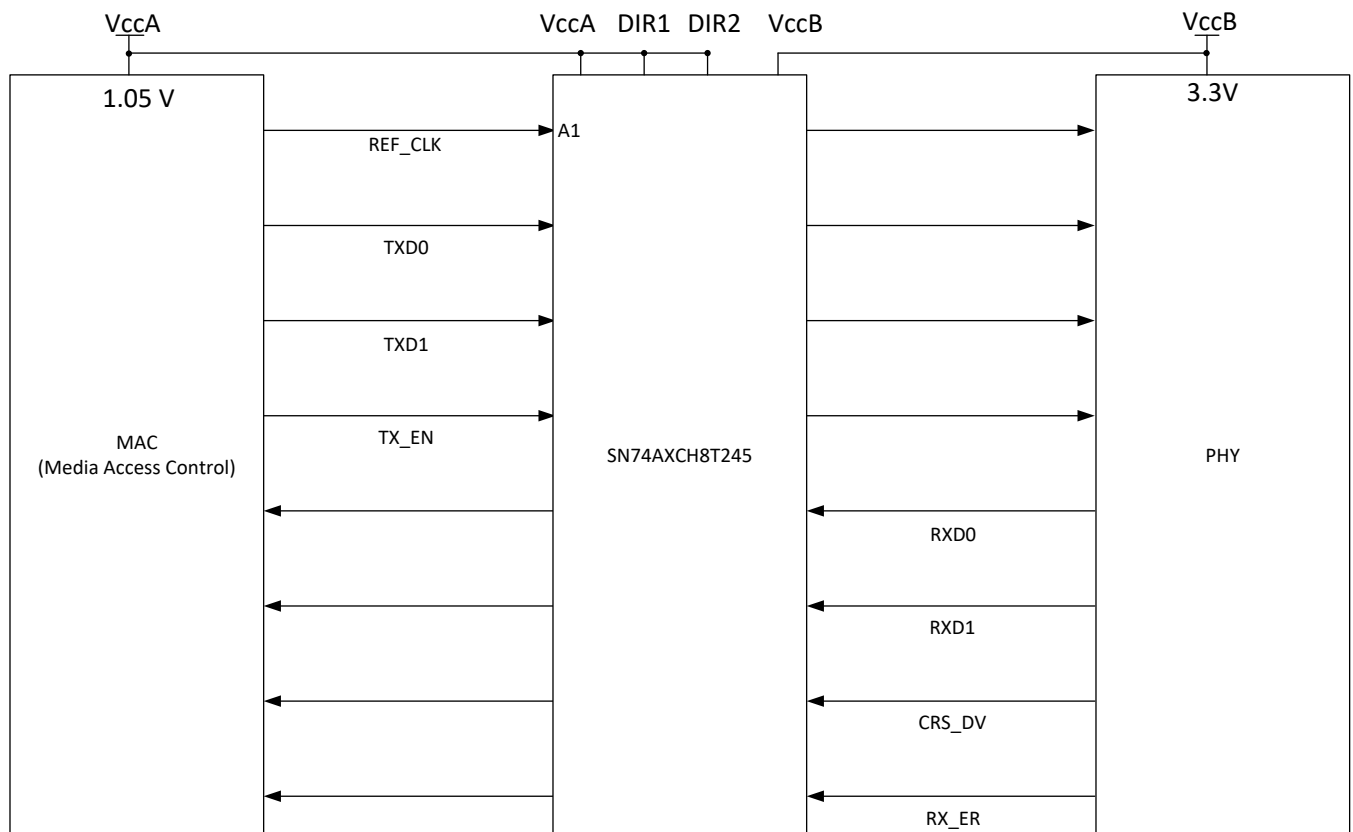 VccA
VccA DIR1 DIR2 VccB
VccB
1.05 V
3.3V
A1
REF_CLK
TXD0
TXD1
TX_EN
MAC
(Media Access Control)
SN74AXCH8T245
PHY
RXD0
RXD1
CRS_DV
RX_ER